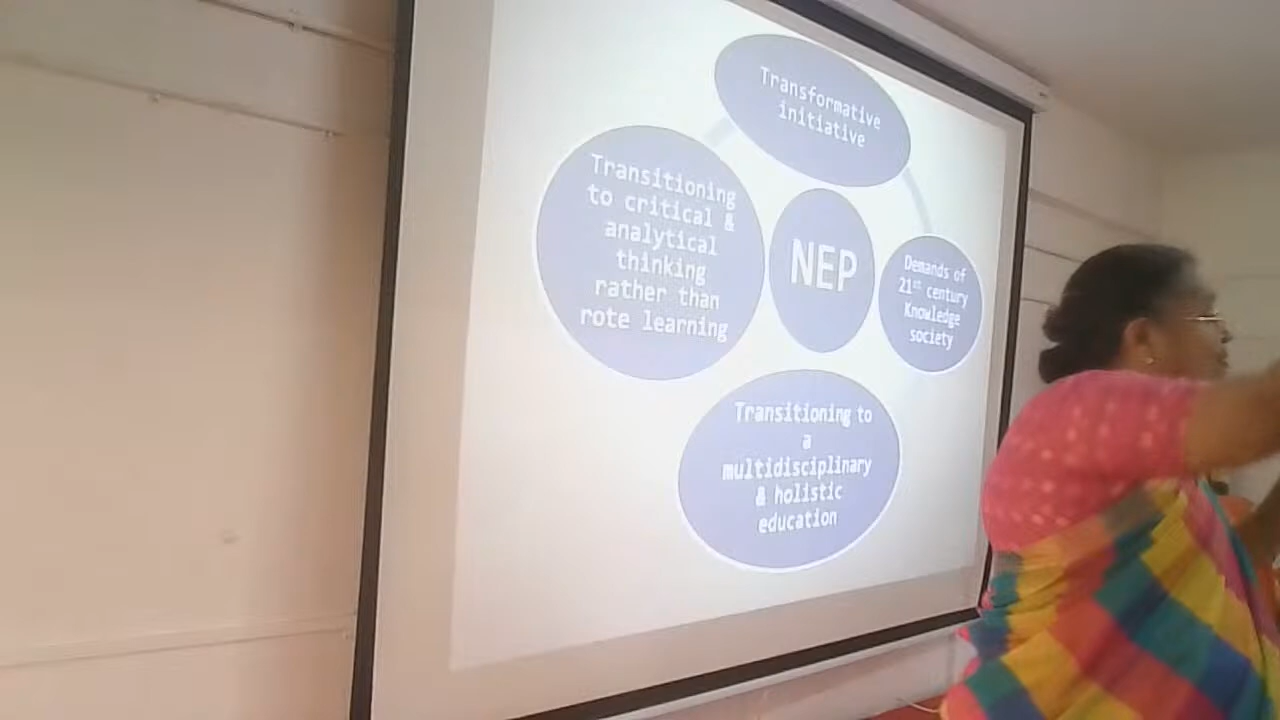 Transformative
initiative
Transitioning
to critical &
analytical
thinking
rather than
rote learning
NEP
Demands of
21st century
Knowledge
society
Transitioning to
a
multidisciplinary
& holistic
education